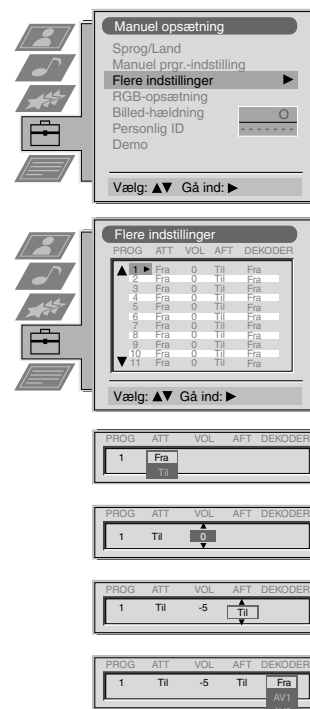 Manuel opsætning
Sprog/Land
Manuel prgr.-indstilling
Flere indstillinger
RGB-opsætning
Billed-hældning O
Personlig ID - - - - - - -
Demo
Vælg: ▲▼ Gå ind: ▶
Flere indstillinger
PROG ATT VOL AFT DEKODER
1 Fra 0 Til Fra
2 Fra 0 Til Fra
3 Fra 0 Til Fra
4 Fra 0 Til Fra
5 Fra 0 Til Fra
6 Fra 0 Til Fra
7 Fra 0 Til Fra
8 Fra 0 Til Fra
9 Fra 0 Til Fra
10 Fra 0 Til Fra
11 Fra 0 Til Fra
Vælg: ▲▼ Gå ind: ▶
PROG ATT VOL AFT DEKODER
1 Fra
Til
PROG ATT VOL AFT DEKODER
1 Til 0
PROG ATT VOL AFT DEKODER
1 Til -5 Til
PROG ATT VOL AFT DEKODER
1 Til -5 Til Fra
AV1